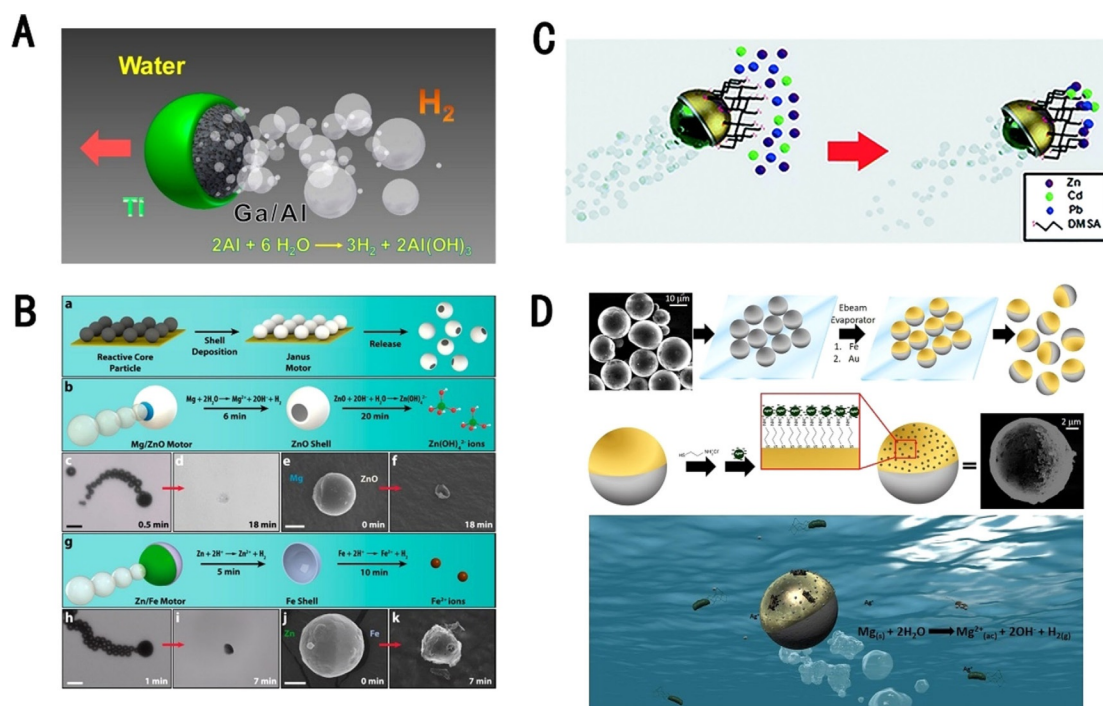 A
Water
H₂
Ti
Ga/Al
2Al + 6 H₂O → 3H₂ + 2Al(OH)₃
B
a
Reactive Core
Particle
Shell
Deposition
Janus
Motor
Release
b
Mg/ZnO Motor
Mg + 2H₂O → Mg²⁺ + 2OH⁻ + H₂
6 min
ZnO Shell
ZnO + 2OH⁻ + H₂O → Zn(OH)₄²⁻
20 min
Zn(OH)₄²⁻ ions
c
0.5 min
d
18 min
e
Mg
ZnO
0 min
f
18 min
g
Zn/Fe Motor
Zn + 2H⁺ → Zn²⁺ + H₂
5 min
Fe Shell
Fe + 2H⁺ → Fe²⁺ + H₂
10 min
Fe²⁺ ions
h
1 min
i
7 min
j
Zn
Fe
0 min
k
7 min
C
Zn
Cd
Pb
DMSA
D
10 µm
Ebeam
Evaporator
1. Fe
2. Au
2 µm
Mg(s) + 2H₂O → Mg²⁺(ac) + 2OH⁻ + H₂(g)